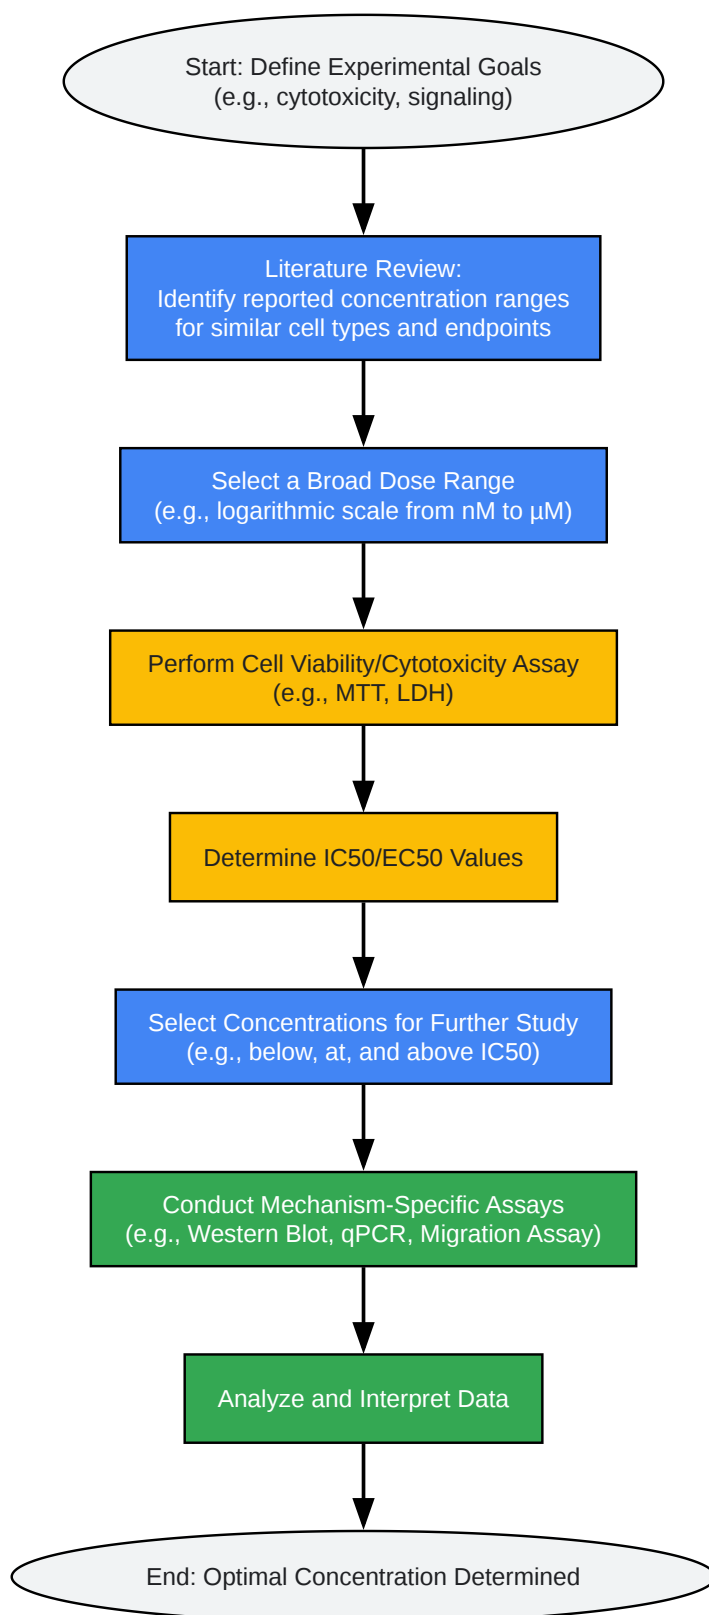 Start: Define Experimental Goals
(e.g., cytotoxicity, signaling)
Literature Review:
Identify reported concentration ranges
for similar cell types and endpoints
Select a Broad Dose Range
(e.g., logarithmic scale from nM to µM)
Perform Cell Viability/Cytotoxicity Assay
(e.g., MTT, LDH)
Determine IC50/EC50 Values
Select Concentrations for Further Study
(e.g., below, at, and above IC50)
Conduct Mechanism-Specific Assays
(e.g., Western Blot, qPCR, Migration Assay)
Analyze and Interpret Data
End: Optimal Concentration Determined